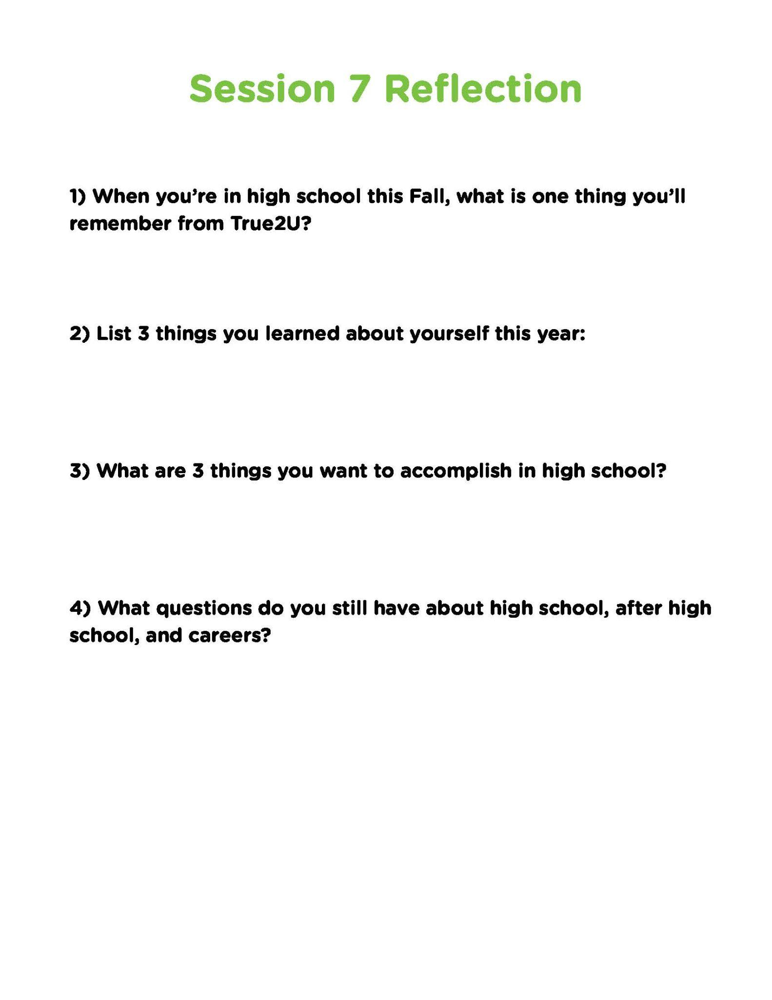 Session 7 Reflection
1) When you’re in high school this Fall, what is one thing you’ll
remember from True2U?
2) List 3 things you learned about yourself this year:
3) What are 3 things you want to accomplish in high school?
4) What questions do you still have about high school, after high
school, and careers?